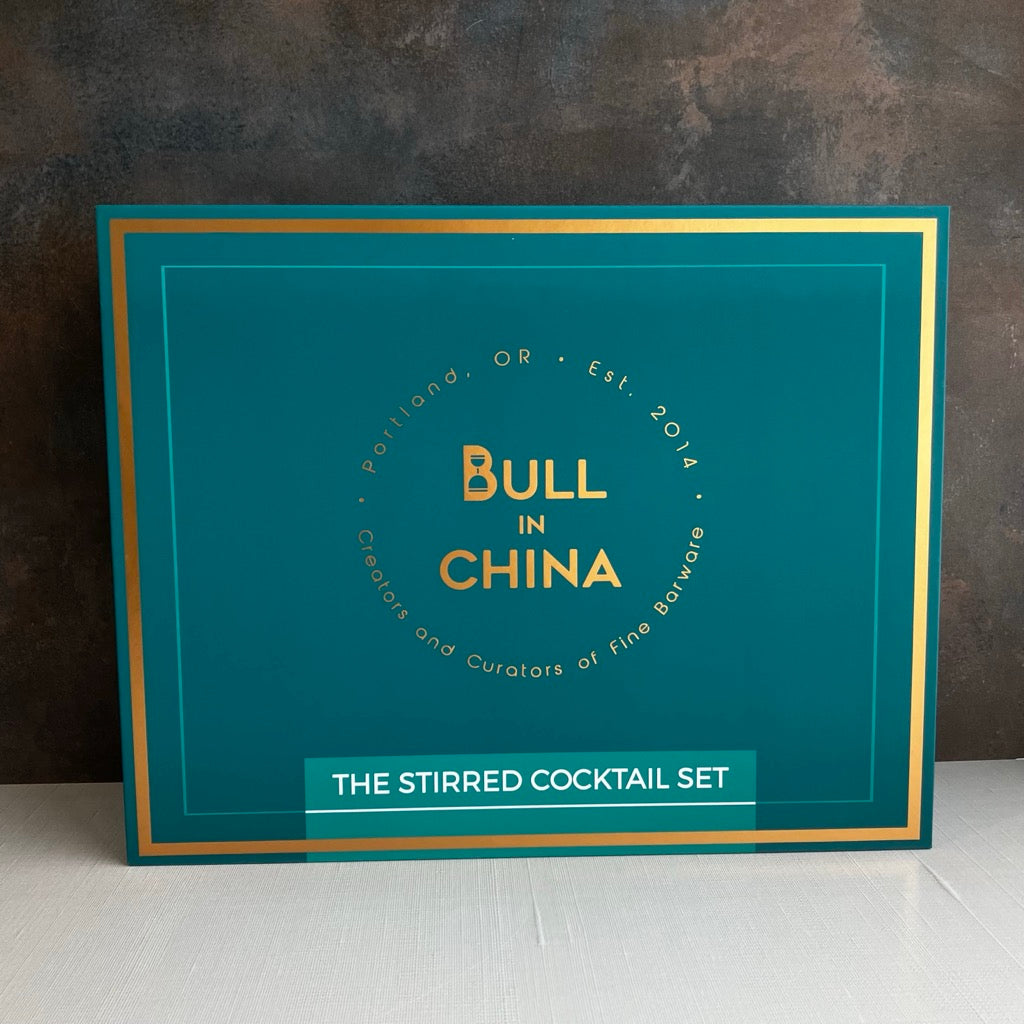 Portland, OR • Est. 2014
BULL
IN
CHINA
• Creators and Curators of Fine Barware •
THE STIRRED COCKTAIL SET